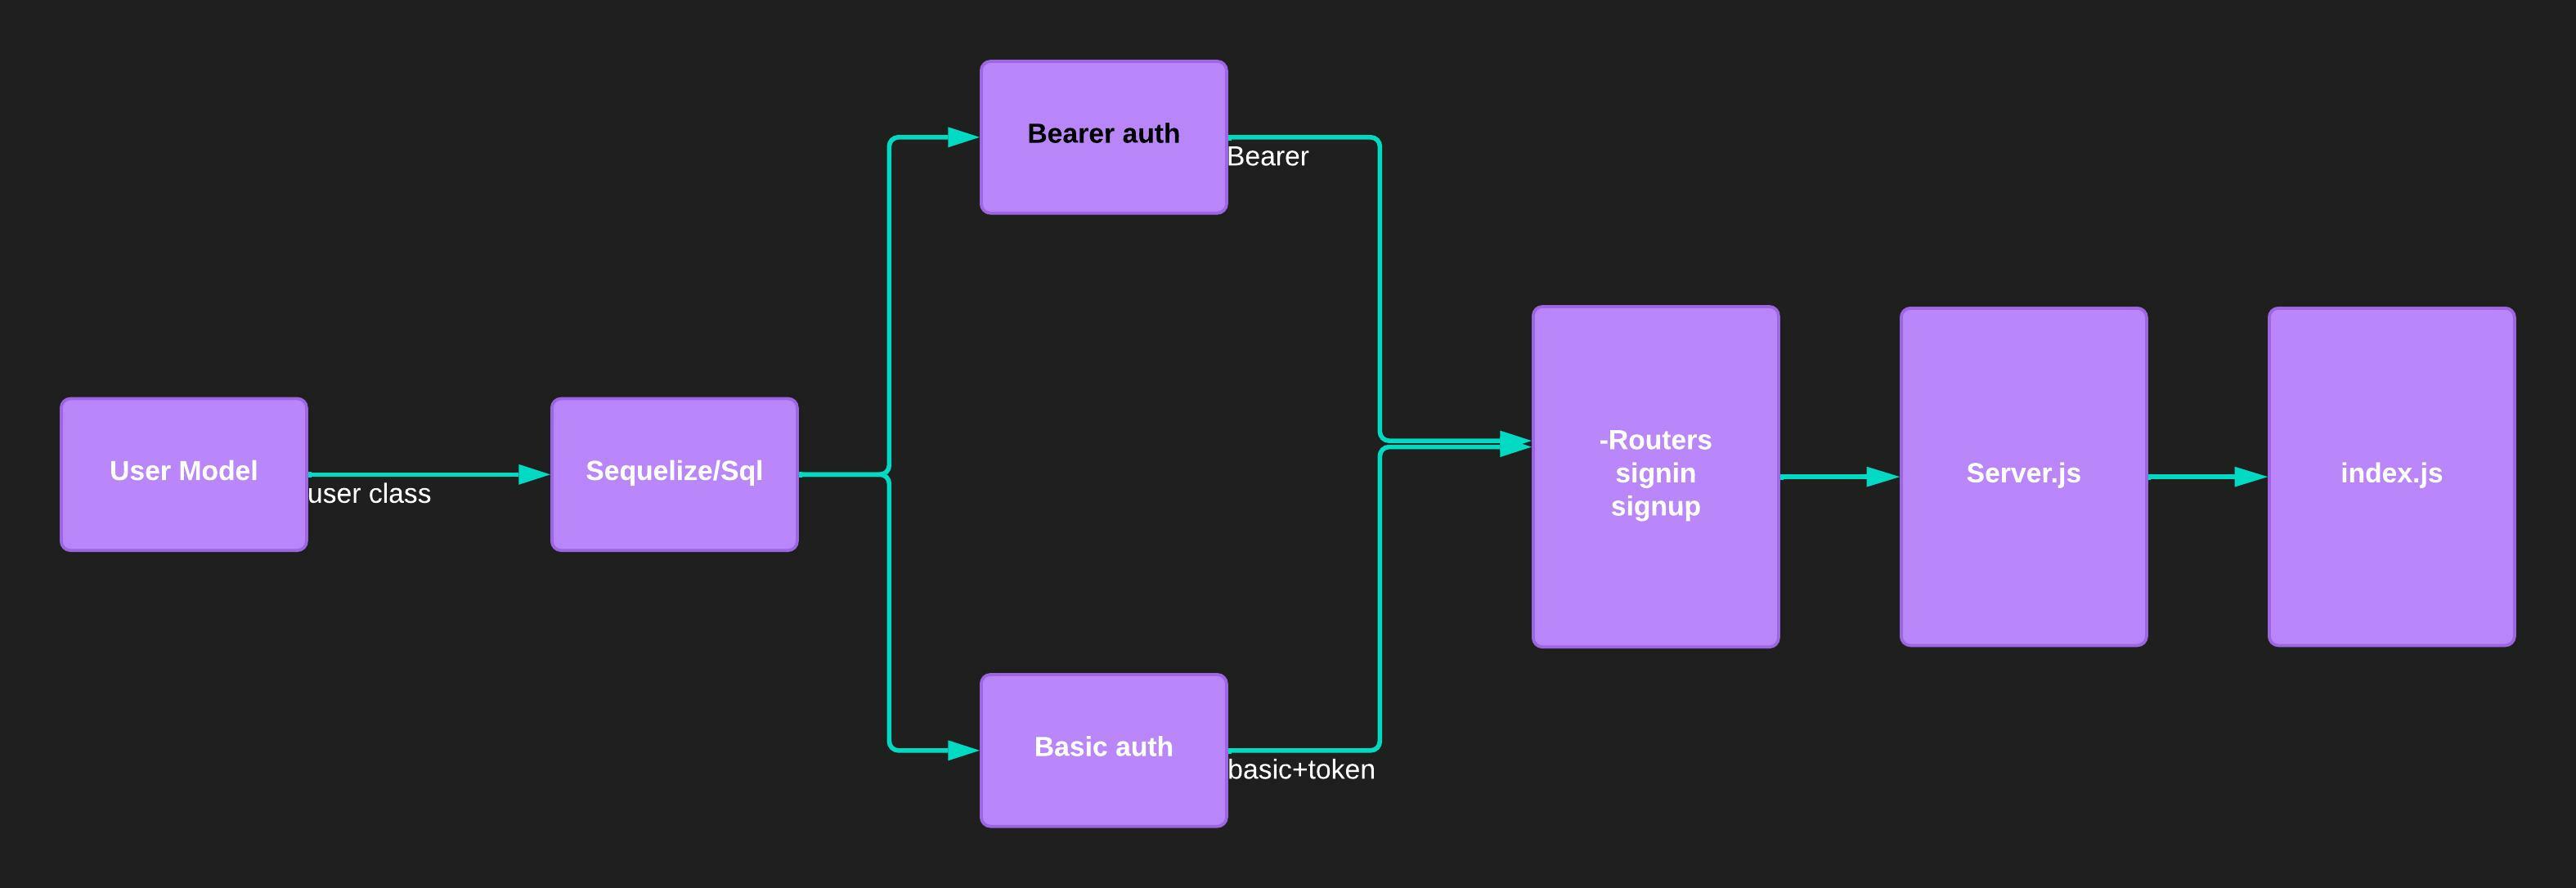 User Model
user class
Sequelize/Sql
Bearer auth
Bearer
Basic auth
basic+token
-Routers
signin
signup
Server.js
index.js